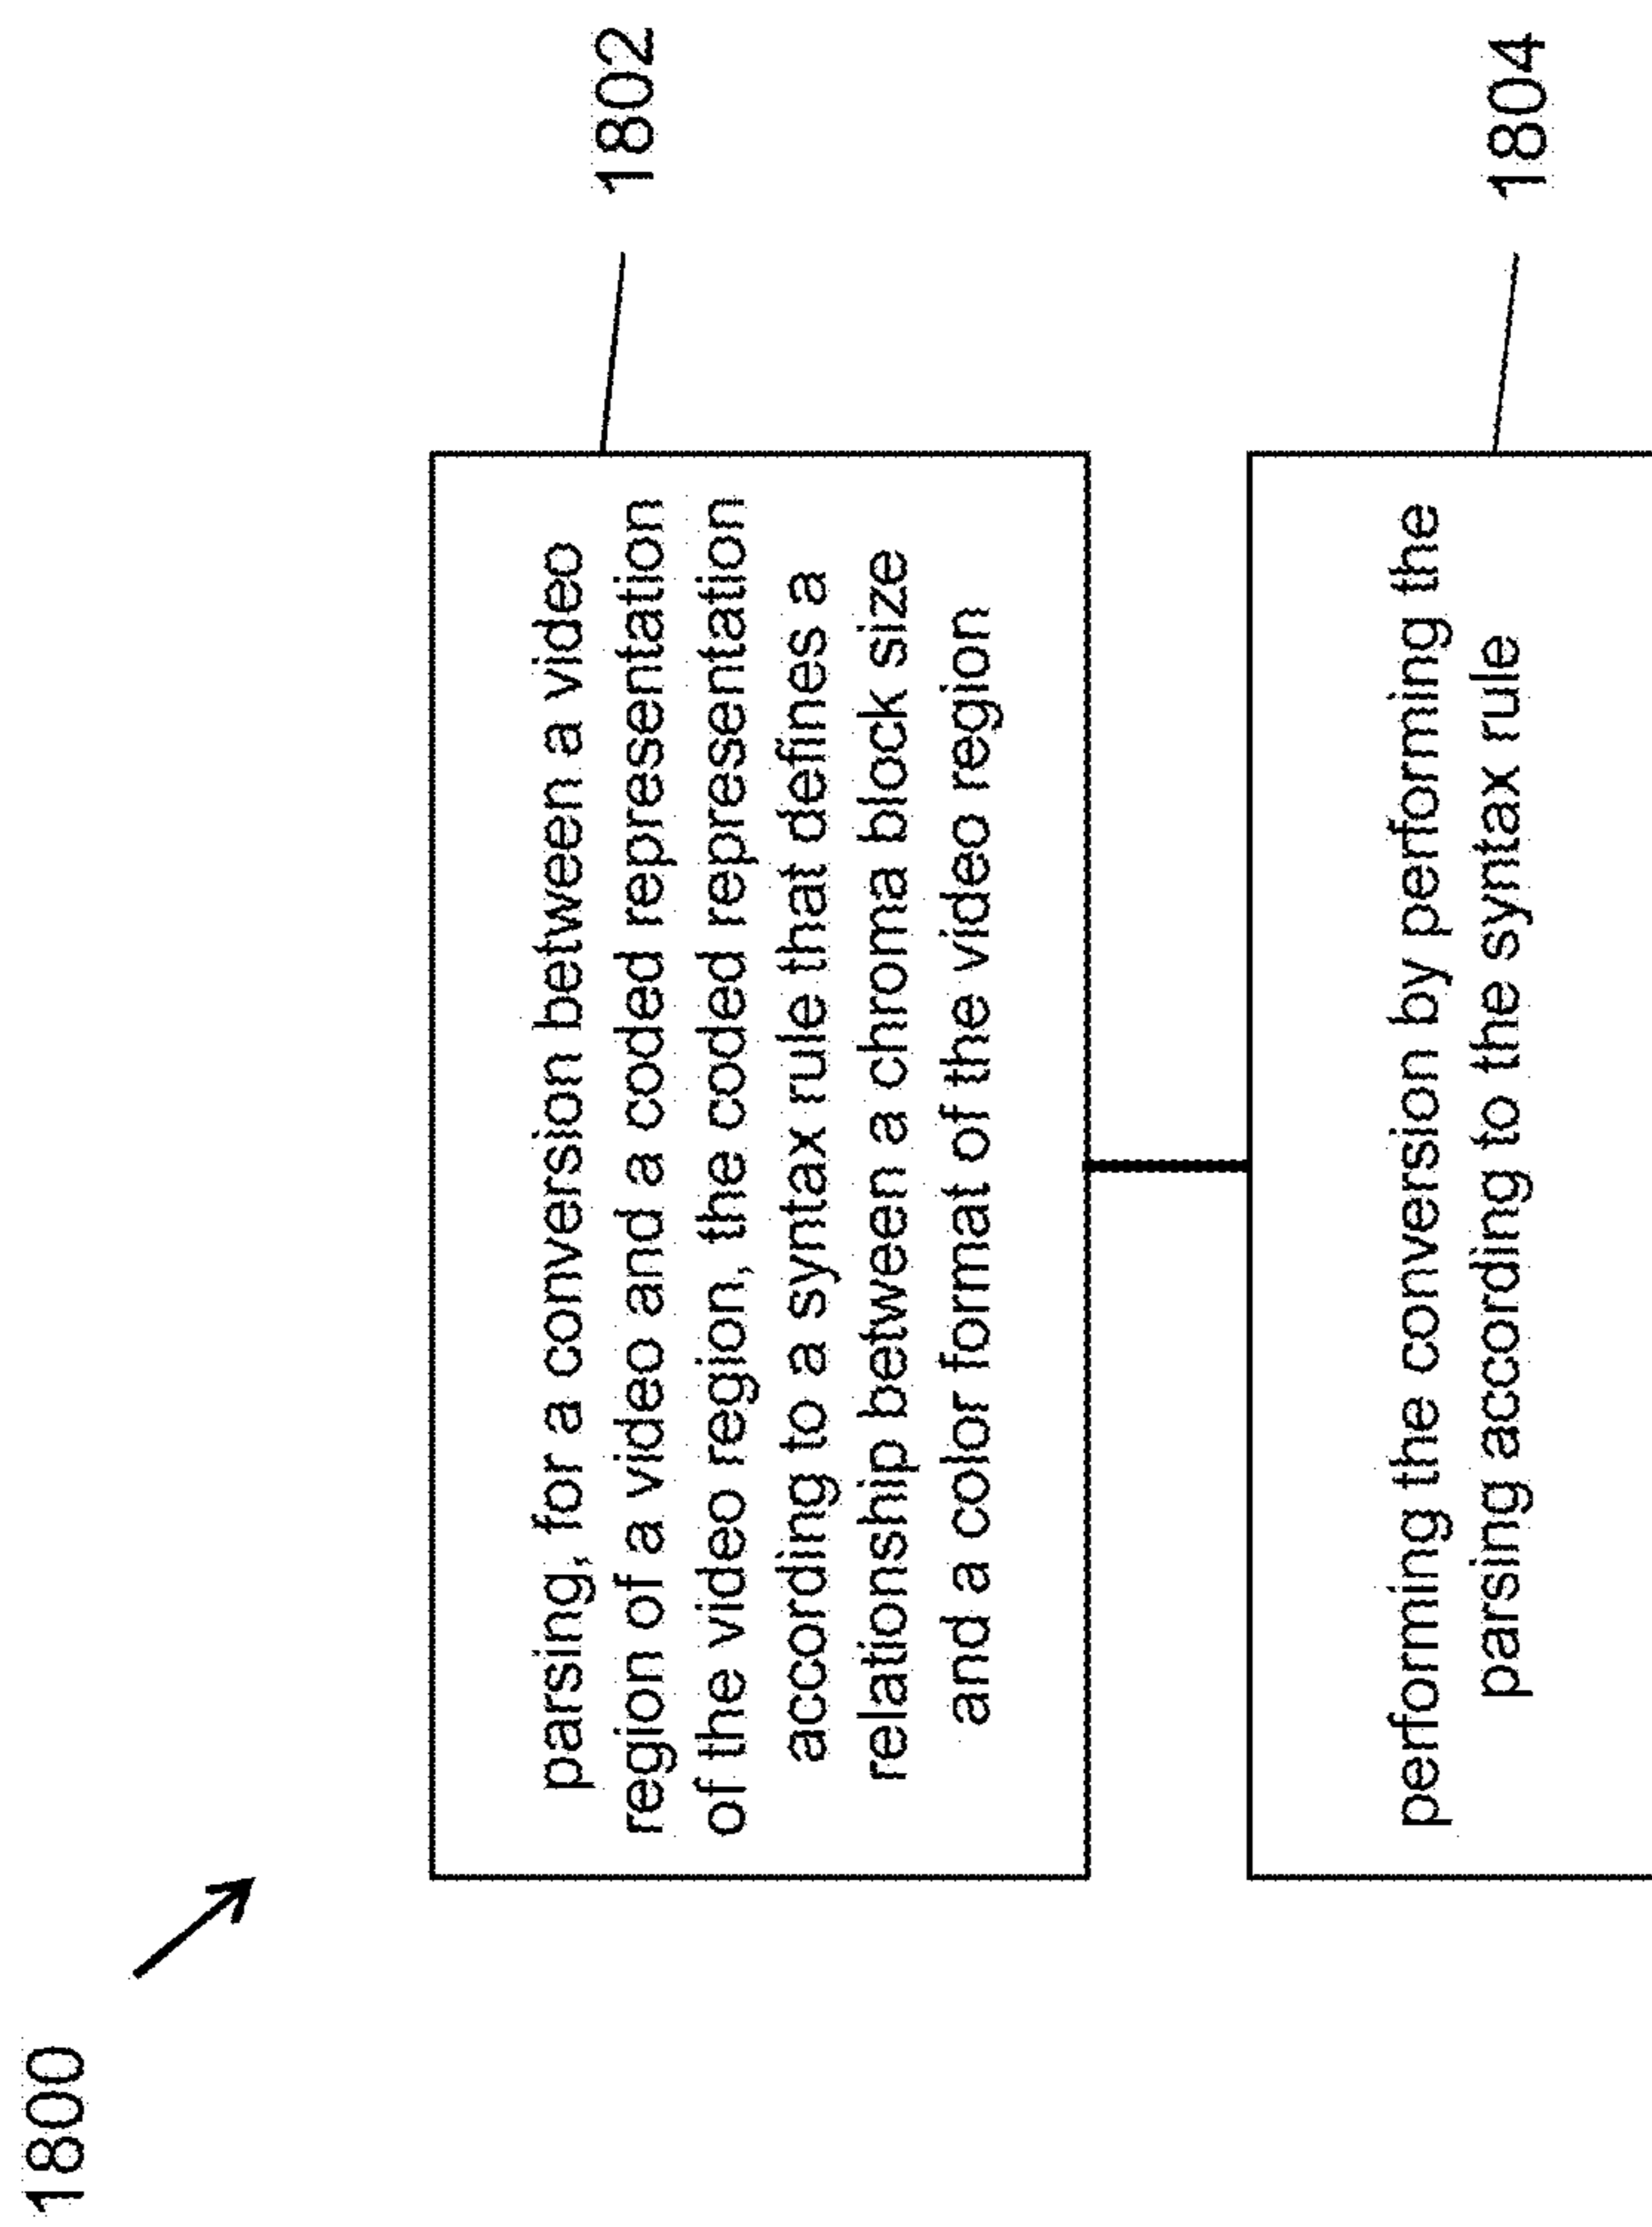 1800
parsing, for a conversion between a video
region of a video and a coded representation
of the video region, the coded representation
according to a syntax rule that defines a
relationship between a chroma block size
and a color format of the video region
1802
performing the conversion by performing the
parsing according to the syntax rule
1804